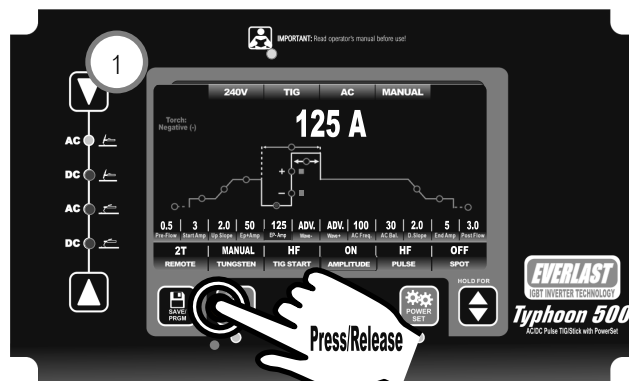 1
IMPORTANT: Read operator's manual before use!
240V TIG AC MANUAL
Torch:
Negative (-)
125 A
AC
DC
AC
DC
+
-
0.5 3 2.0 50 125 ADV. ADV. 100 30 2.0 5 3.0
Pre-Flow Start Amp Up Slope Ep+Amp EP-Amp Wave- Wave+ AC Freq. AC Bal. D.Slope End Amp Post Flow
2T MANUAL HF ON HF OFF
REMOTE TUNGSTEN TIG START AMPLITUDE PULSE SPOT
SAVE/
PRGM
POWER
SET
HOLD FOR
Press/Release
EVERLAST
IGBT INVERTER TECHNOLOGY
Typhoon 500
AC/DC Pulse TIG/Stick with PowerSet